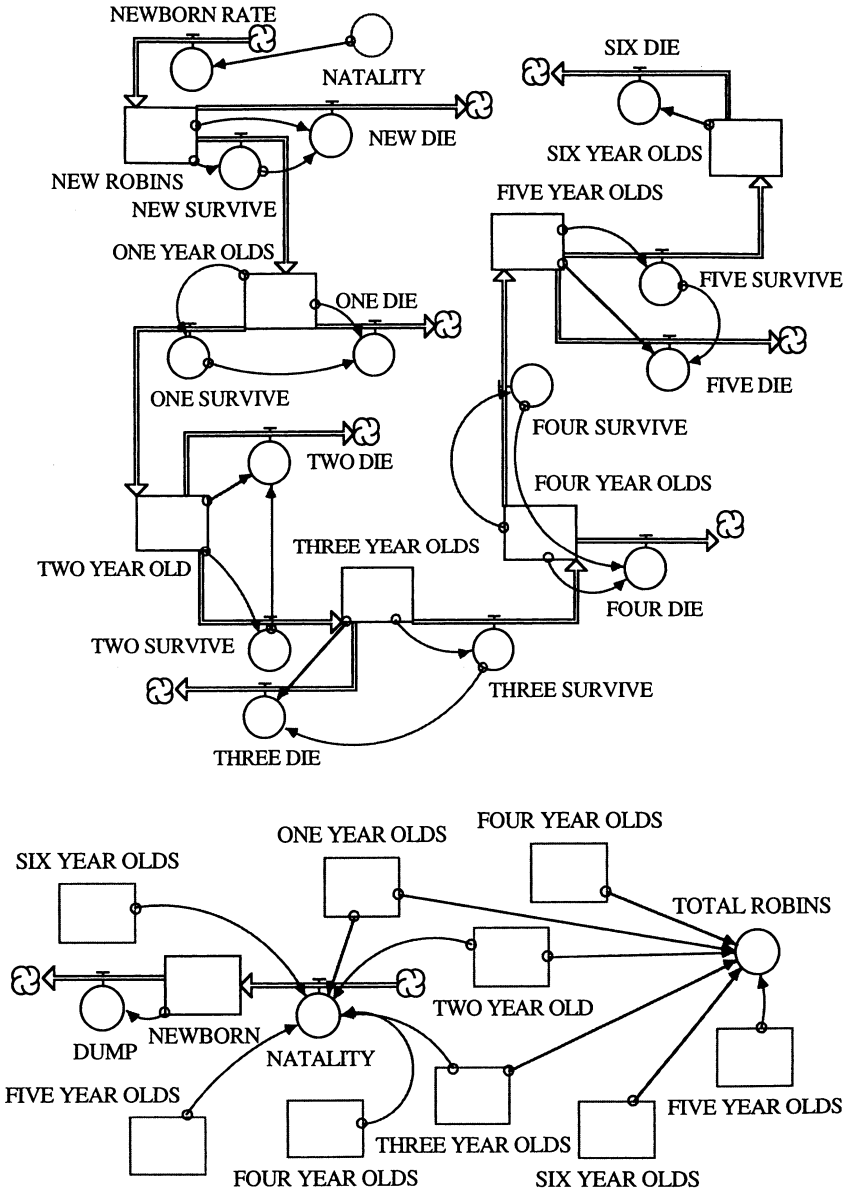 NEWBORN RATE
NATALITY
SIX DIE
NEW DIE
SIX YEAR OLDS
NEW ROBINS
NEW SURVIVE
FIVE YEAR OLDS
ONE YEAR OLDS
FIVE SURVIVE
ONE DIE
ONE SURVIVE
FIVE DIE
FOUR SURVIVE
TWO DIE
FOUR YEAR OLDS
THREE YEAR OLDS
TWO YEAR OLD
FOUR DIE
TWO SURVIVE
THREE SURVIVE
THREE DIE
FOUR YEAR OLDS
ONE YEAR OLDS
SIX YEAR OLDS
TOTAL ROBINS
TWO YEAR OLD
NEWBORN
DUMP
NATALITY
FIVE YEAR OLDS
FIVE YEAR OLDS
THREE YEAR OLDS
FOUR YEAR OLDS
SIX YEAR OLDS